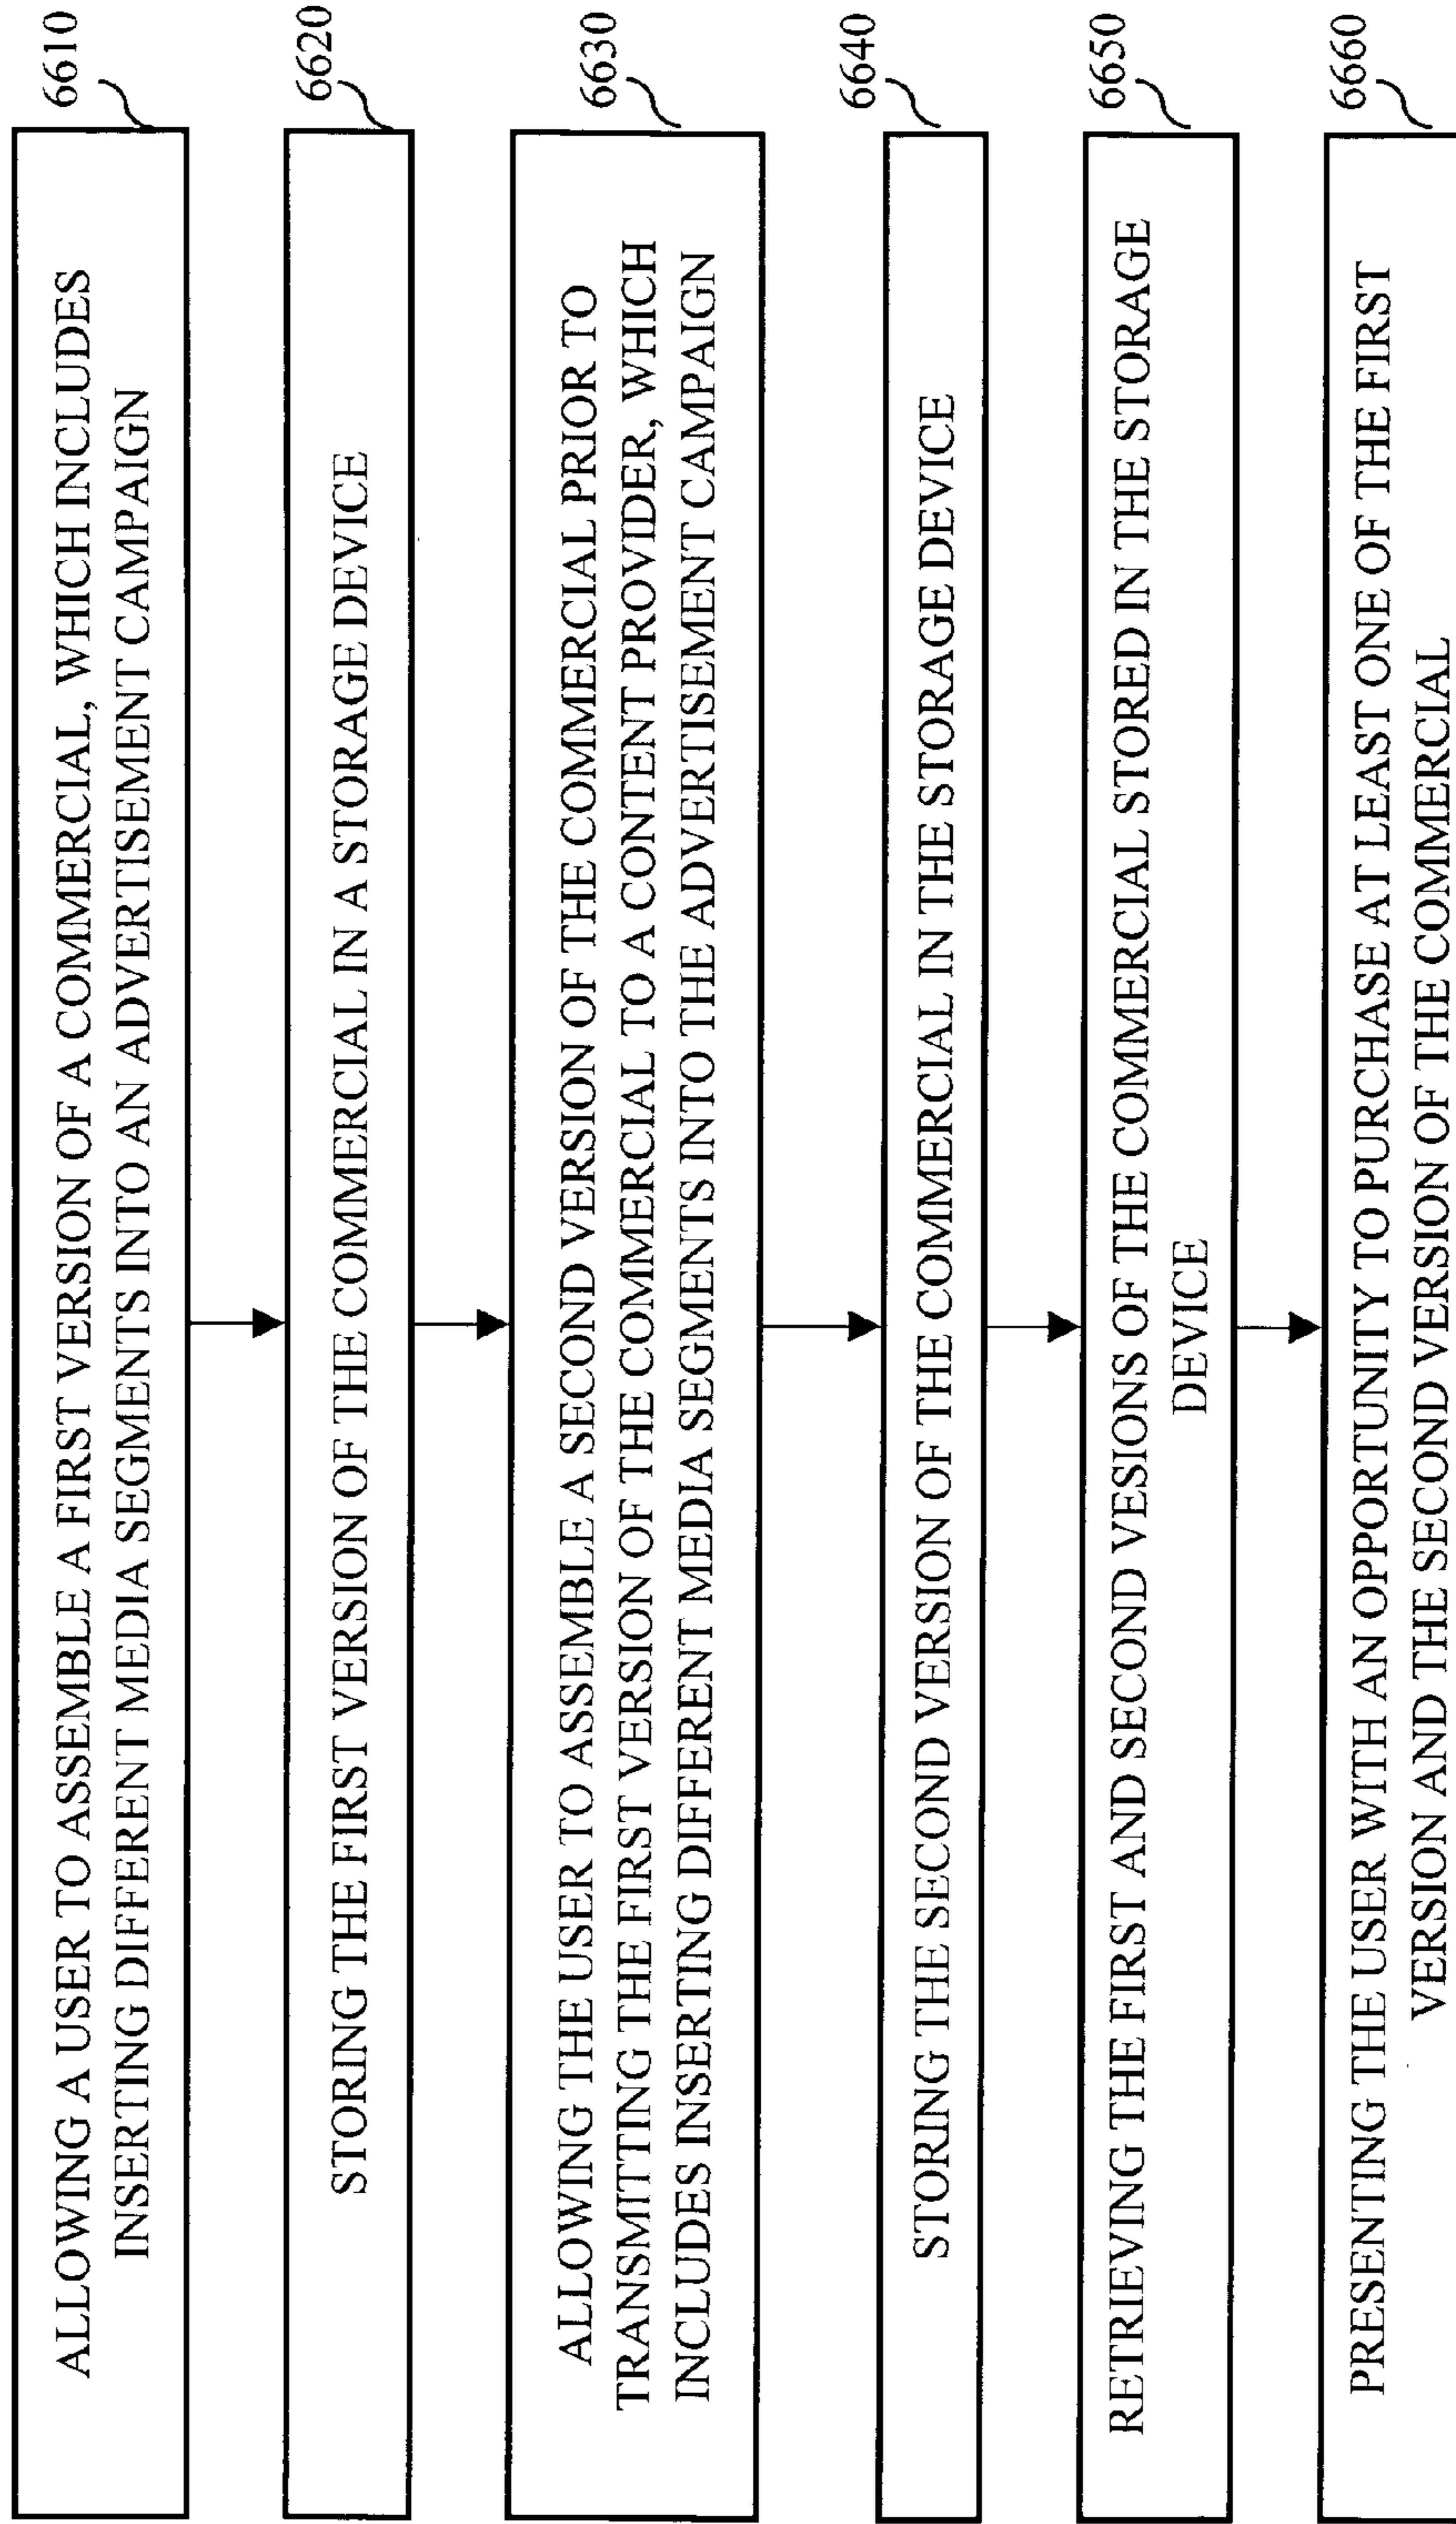 6610
ALLOWING A USER TO ASSEMBLE A FIRST VERSION OF A COMMERCIAL, WHICH INCLUDES
INSERTING DIFFERENT MEDIA SEGMENTS INTO AN ADVERTISEMENT CAMPAIGN
6620
STORING THE FIRST VERSION OF THE COMMERCIAL IN A STORAGE DEVICE
6630
ALLOWING THE USER TO ASSEMBLE A SECOND VERSION OF THE COMMERCIAL PRIOR TO
TRANSMITTING THE FIRST VERSION OF THE COMMERCIAL TO A CONTENT PROVIDER, WHICH
INCLUDES INSERTING DIFFERENT MEDIA SEGMENTS INTO THE ADVERTISEMENT CAMPAIGN
6640
STORING THE SECOND VERSION OF THE COMMERCIAL IN THE STORAGE DEVICE
6650
RETRIEVING THE FIRST AND SECOND VESIONS OF THE COMMERCIAL STORED IN THE STORAGE
DEVICE
6660
PRESENTING THE USER WITH AN OPPORTUNITY TO PURCHASE AT LEAST ONE OF THE FIRST
VERSION AND THE SECOND VERSION OF THE COMMERCIAL